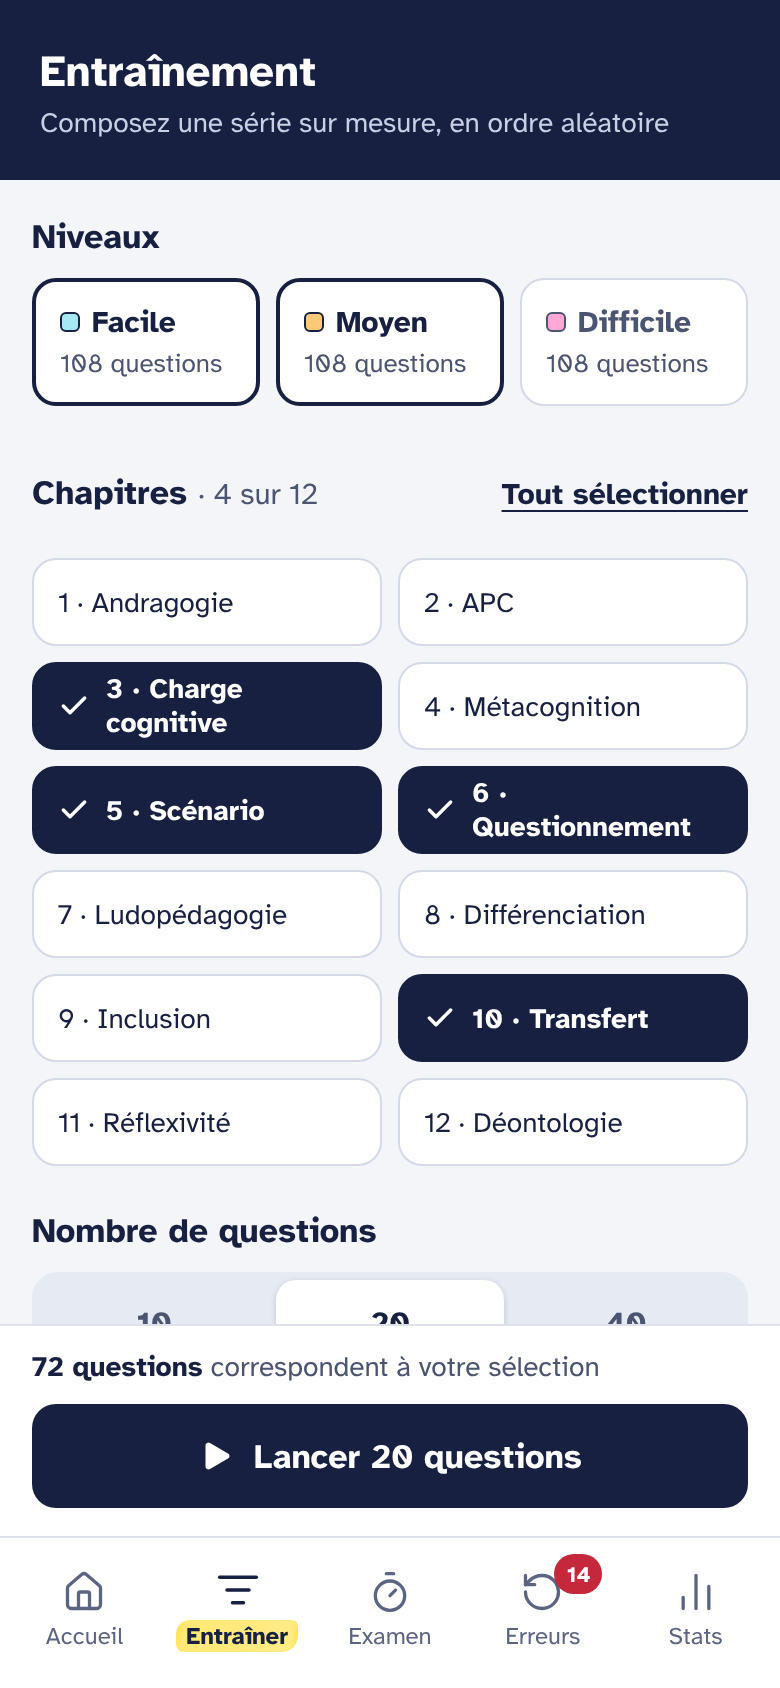 Entraînement
Composez une série sur mesure, en ordre aléatoire
Niveaux
Facile
108 questions
Moyen
108 questions
Difficile
108 questions
Chapitres · 4 sur 12
Tout sélectionner
1 · Andragogie
2 · APC
3 · Charge
cognitive
4 · Métacognition
5 · Scénario
6 ·
Questionnement
7 · Ludopédagogie
8 · Différenciation
9 · Inclusion
10 · Transfert
11 · Réflexivité
12 · Déontologie
Nombre de questions
10
20
40
72 questions correspondent à votre sélection
Lancer 20 questions
14
Accueil
Entraîner
Examen
Erreurs
Stats